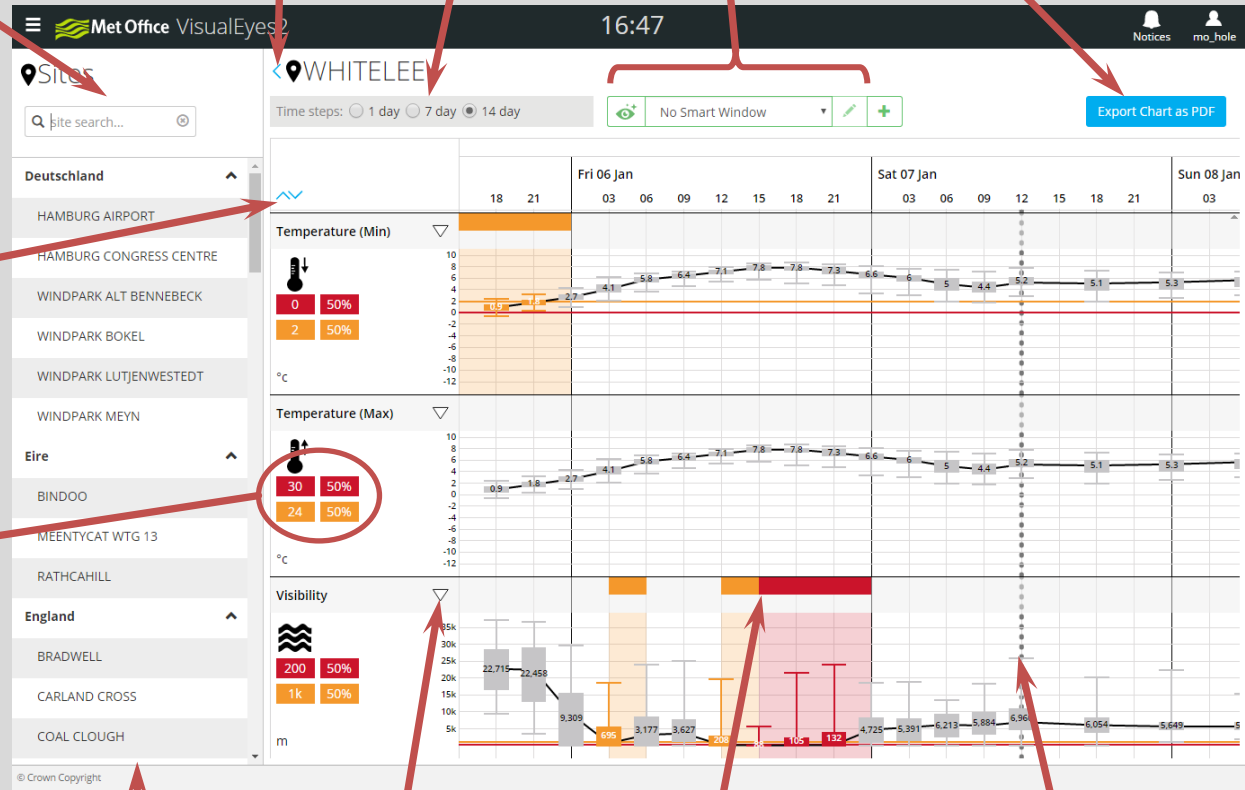 Met Office VisualEyes2
16:47
Notices
mo_hole
Sites
site search...
Deutschland
HAMBURG AIRPORT
HAMBURG CONGRESS CENTRE
WINDPARK ALT BENNEBECK
WINDPARK BOKEL
WINDPARK LUTJENWESTEDT
WINDPARK MEYN
Eire
BINDOO
MEENTYCAT WTG 13
RATHCAHILL
England
BRADWELL
CARLAND CROSS
COAL CLOUGH
WHITELEE
Time steps: 1 day 7 day 14 day
No Smart Window
Export Chart as PDF
Fri 06 Jan Sat 07 Jan Sun 08 Jan
18 21 03 06 09 12 15 18 21 03 06 09 12 15 18 21 03
Temperature (Min)
0 50%
2 50%
°c
10
8
6
4
2
0
-2
-4
-6
-8
-10
-12
0.9 1.8 2.7 4.1 5.8 6.4 7.1 7.8 7.8 7.3 6.6 6 5 4.4 5.2 5.1 5.3
Temperature (Max)
30 50%
24 50%
°c
10
8
6
4
2
0
-2
-4
-6
-8
-10
-12
0.9 1.8 2.7 4.1 5.8 6.4 7.1 7.8 7.8 7.3 6.6 6 5 4.4 5.2 5.1 5.3
Visibility
200 50%
1k 50%
m
35k
30k
25k
20k
15k
10k
5k
22,715 22,458 9,309 695 3,177 3,627 208 105 132 4,725 5,391 6,213 5,884 6,054 5,649
© Crown Copyright